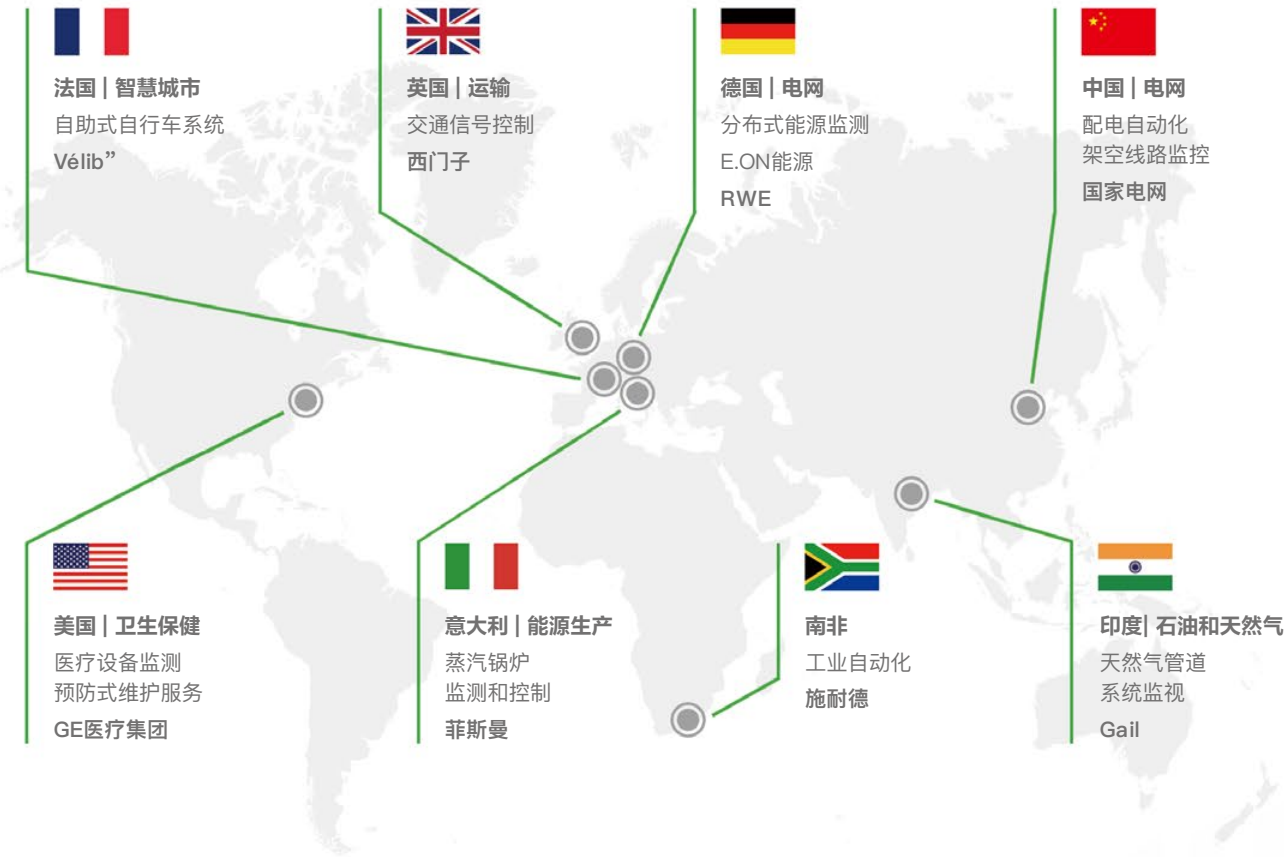 法国 | 智慧城市
自助式自行车系统
Vélib”
英国 | 运输
交通信号控制
西门子
德国 | 电网
分布式能源监测
E.ON能源
RWE
中国 | 电网
配电自动化
架空线路监控
国家电网
美国 | 卫生保健
医疗设备监测
预防式维护服务
GE医疗集团
意大利 | 能源生产
蒸汽锅炉
监测和控制
菲斯曼
南非
工业自动化
施耐德
印度| 石油和天然气
天然气管道
系统监视
Gail